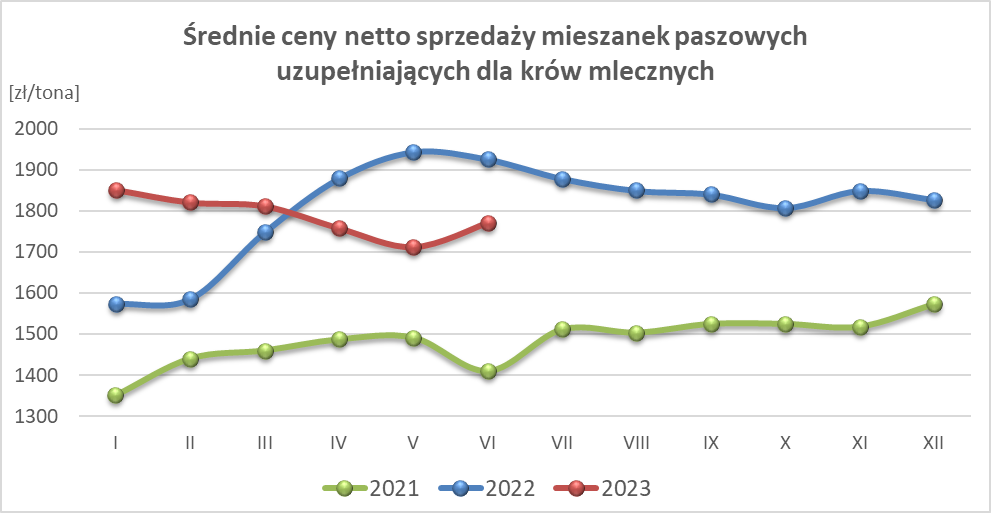 Średnie ceny netto sprzedaży mieszanek paszowych
uzupełniających dla krów mlecznych
[zł/tona]
2000
1900
1800
1700
1600
1500
1400
1300
I II III IV V VI VII VIII IX X XI XII
2021 2022 2023